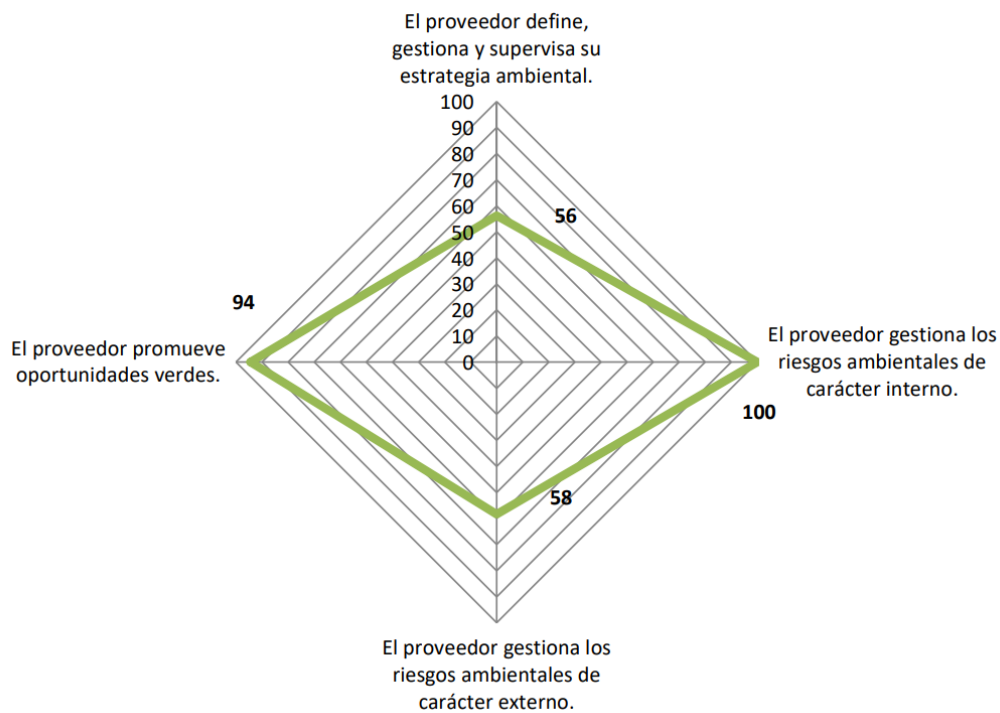 El proveedor define,
gestiona y supervisa su
estrategia ambiental.
100
90
80
70
60
50
40
30
20
10
0
56
94
El proveedor promueve
oportunidades verdes.
El proveedor gestiona los
riesgos ambientales de
carácter interno.
100
58
El proveedor gestiona los
riesgos ambientales de
carácter externo.